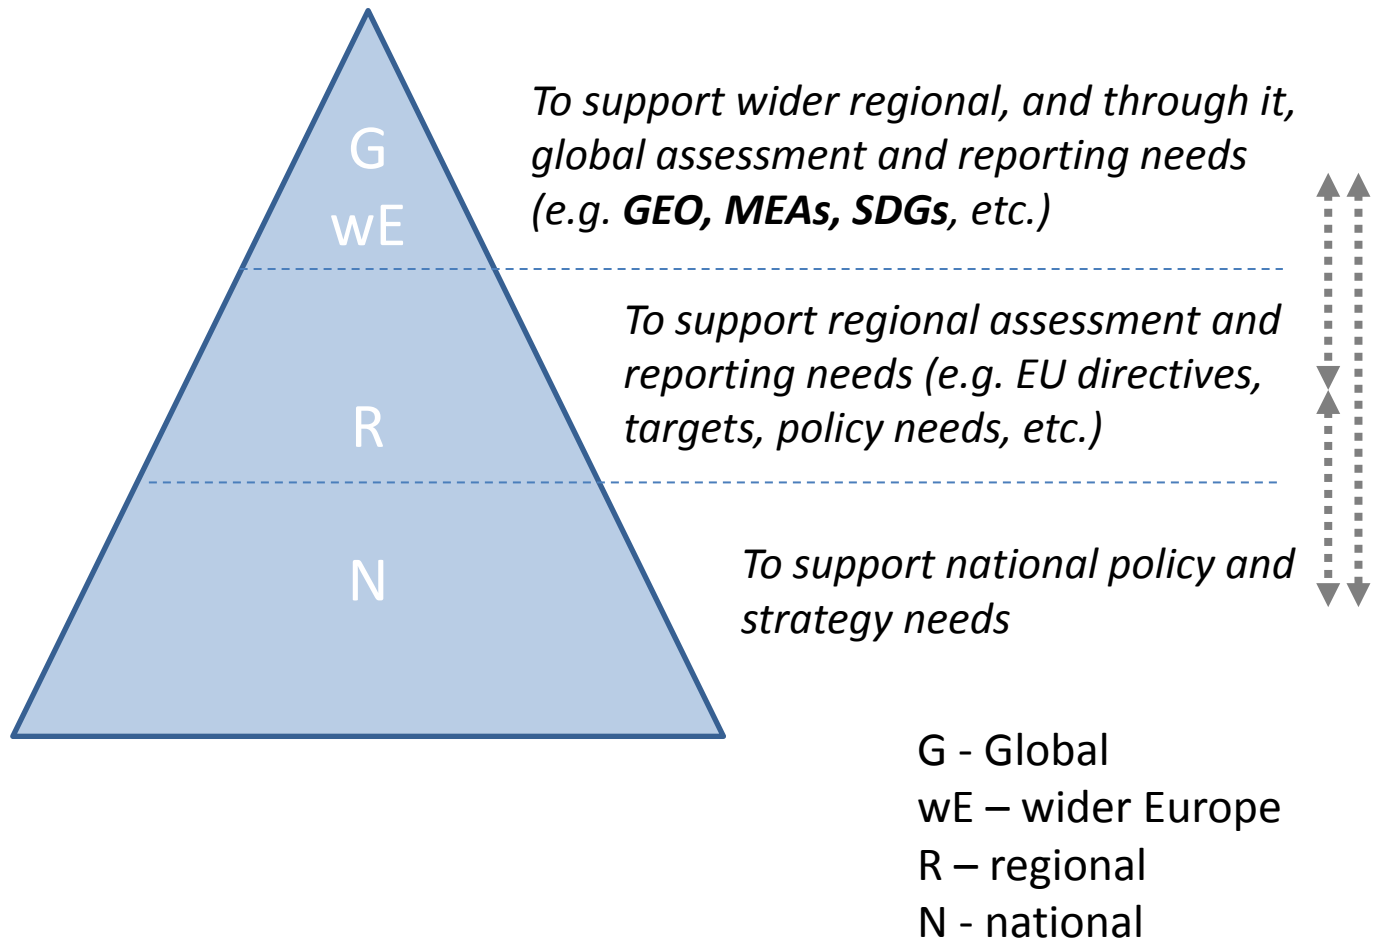 G
wE
To support wider regional, and through it,
global assessment and reporting needs
(e.g. GEO, MEAs, SDGs, etc.)
R
To support regional assessment and
reporting needs (e.g. EU directives,
targets, policy needs, etc.)
N
To support national policy and
strategy needs
G - Global
wE – wider Europe
R – regional
N - national